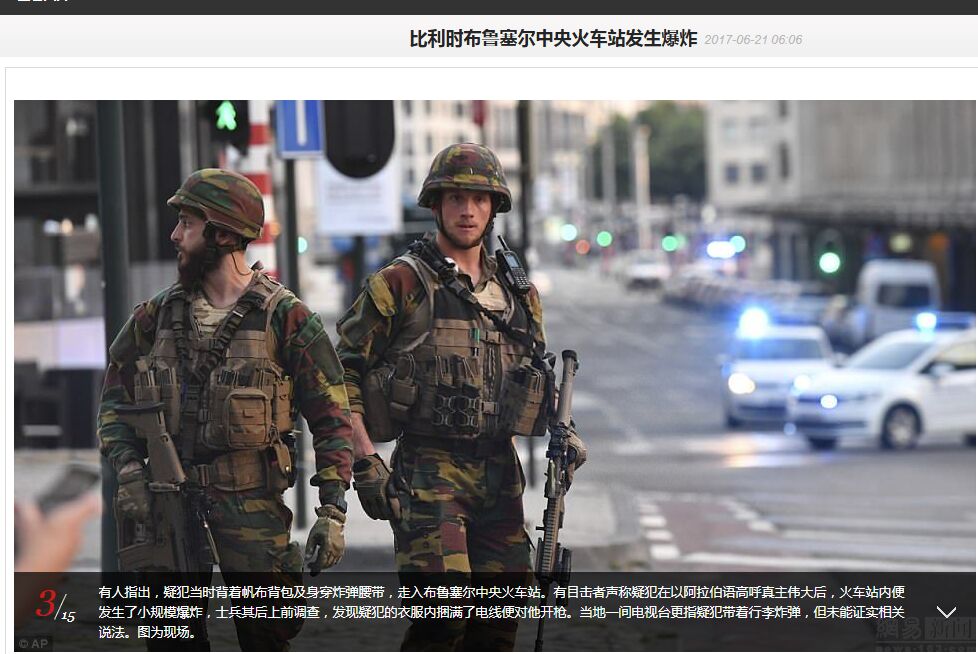 比利时布鲁塞尔中央火车站发生爆炸 2017-06-21 06:06
3/15
有人指出，疑犯当时背着帆布背包及身穿炸弹腰带，走入布鲁塞尔中央火车站。有目击者声称疑犯在以阿拉伯语高呼真主伟大后，火车站内便
发生了小规模爆炸，士兵其后上前调查，发现疑犯的衣服内捆满了电线便对他开枪。当地一间电视台更指疑犯带着行李炸弹，但未能证实相关
说法。图为现场。
© AP
網易 新闻
news.163.com